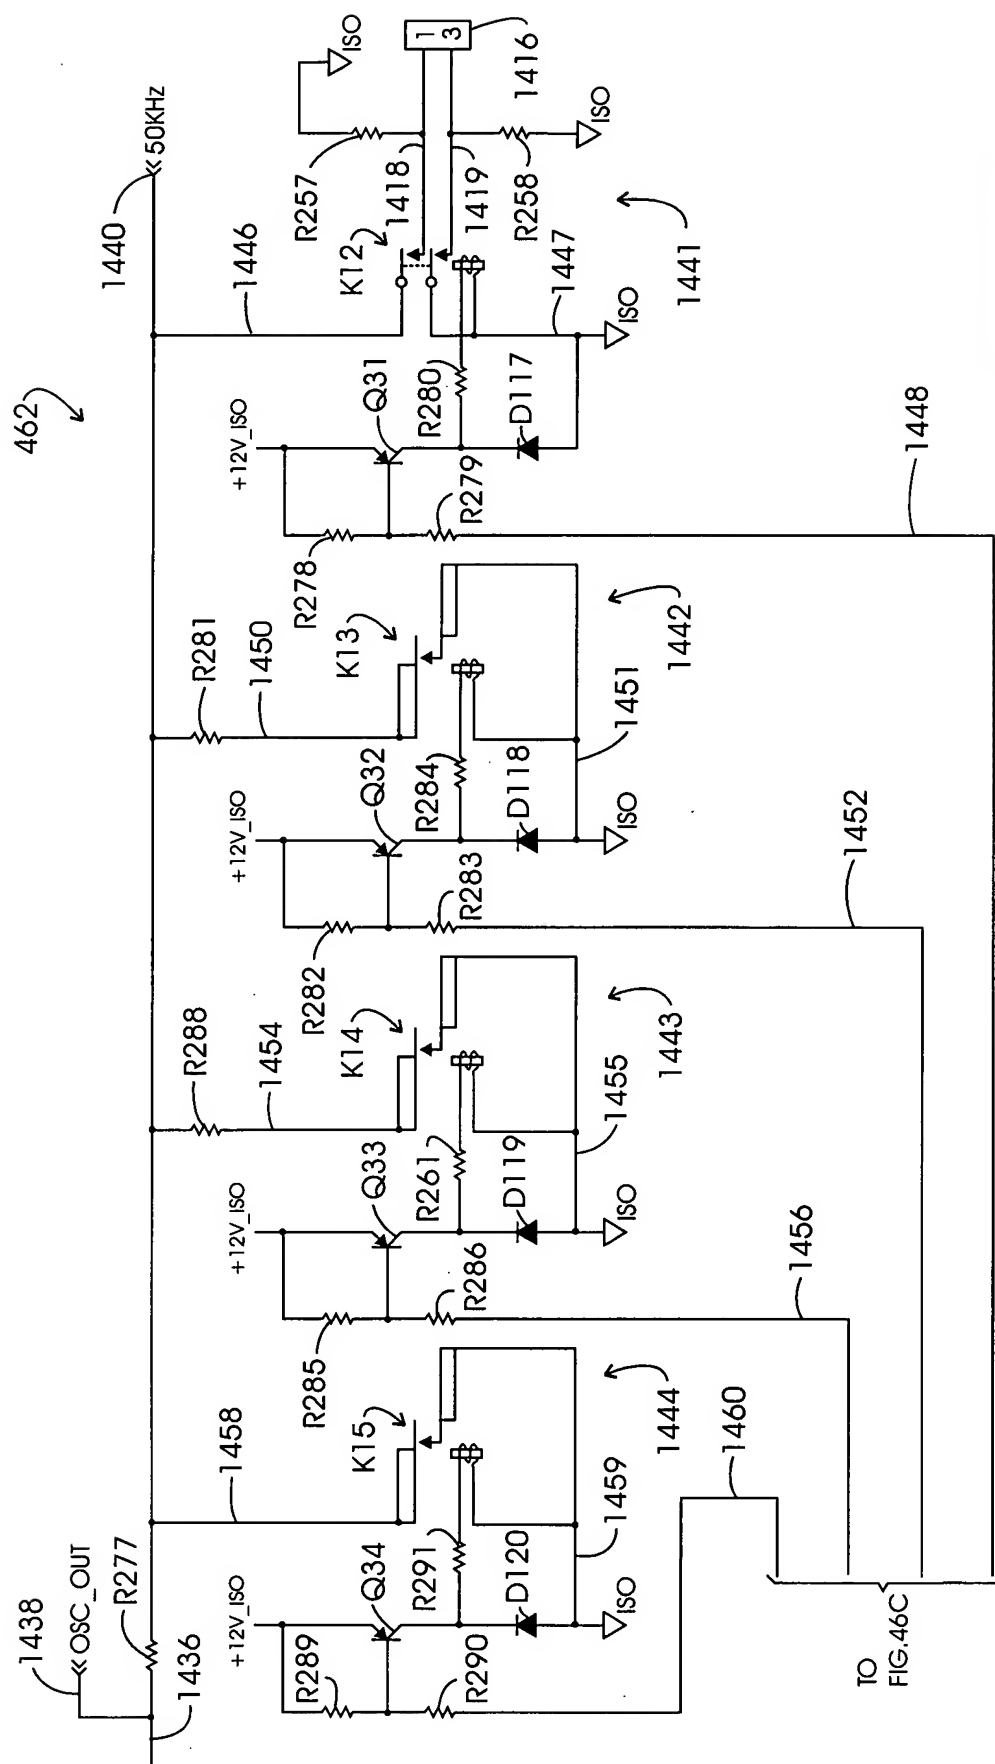 462
1438
OSC_OUT
R277
1436
1458
R288
1454
R281
1450
1446
1440
50KHz
+12V_ISO
R289
Q34
R290
R291
D120
ISO
K15
1444
1459
1460
+12V_ISO
R285
Q33
R286
R261
D119
ISO
K14
1443
1455
1456
+12V_ISO
R282
Q32
R283
R284
D118
ISO
K13
1442
1451
1452
+12V_ISO
R278
Q31
R279
R280
D117
ISO
K12
1447
1441
1448
R257
ISO
1418
1419
R258
ISO
1
3
1416
TO
FIG.46C